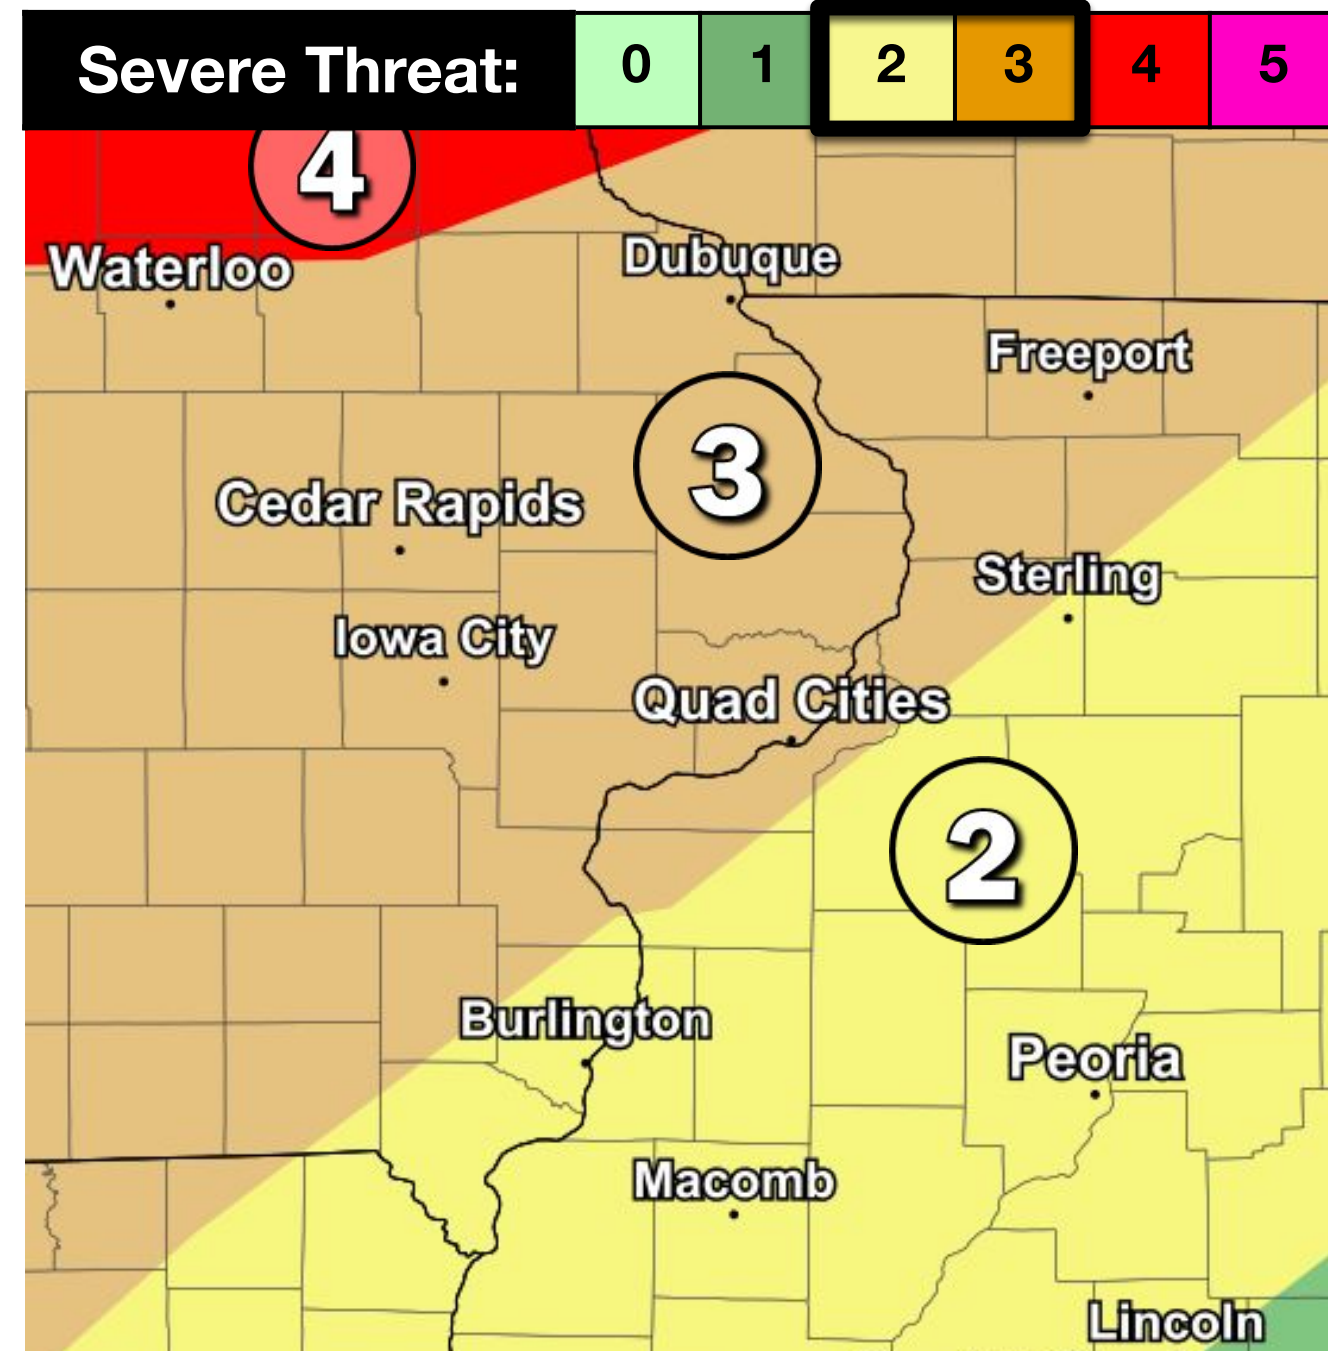 Severe Threat: 0 1 2 3 4 5
4
Waterloo
Dubuque
Freeport
3
Cedar Rapids
Sterling
Iowa City
Quad Cities
2
Burlington
Peoria
Macomb
Lincoln